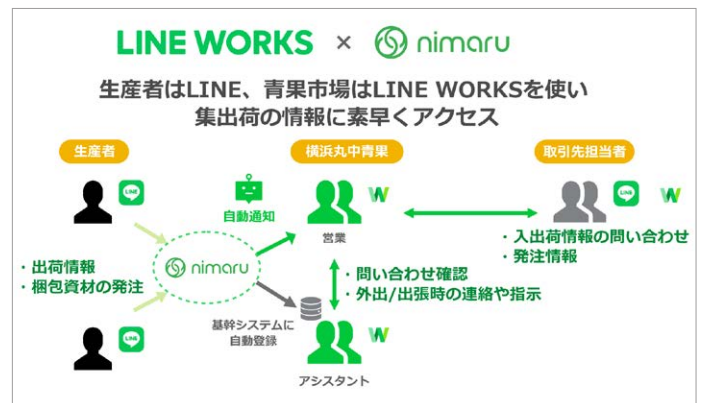 LINE WORKS × nimaru
生産者はLINE、青果市場はLINE WORKSを使い
集出荷の情報に素早くアクセス
生産者
横浜丸中青果
取引先担当者
LINE
W
LINE
W
自動通知
営業
・入出荷情報の問い合わせ
・発注情報
・出荷情報
・梱包資材の発注
nimaru
・問い合わせ確認
・外出/出張時の連絡や指示
基幹システムに
自動登録
LINE
W
アシスタント